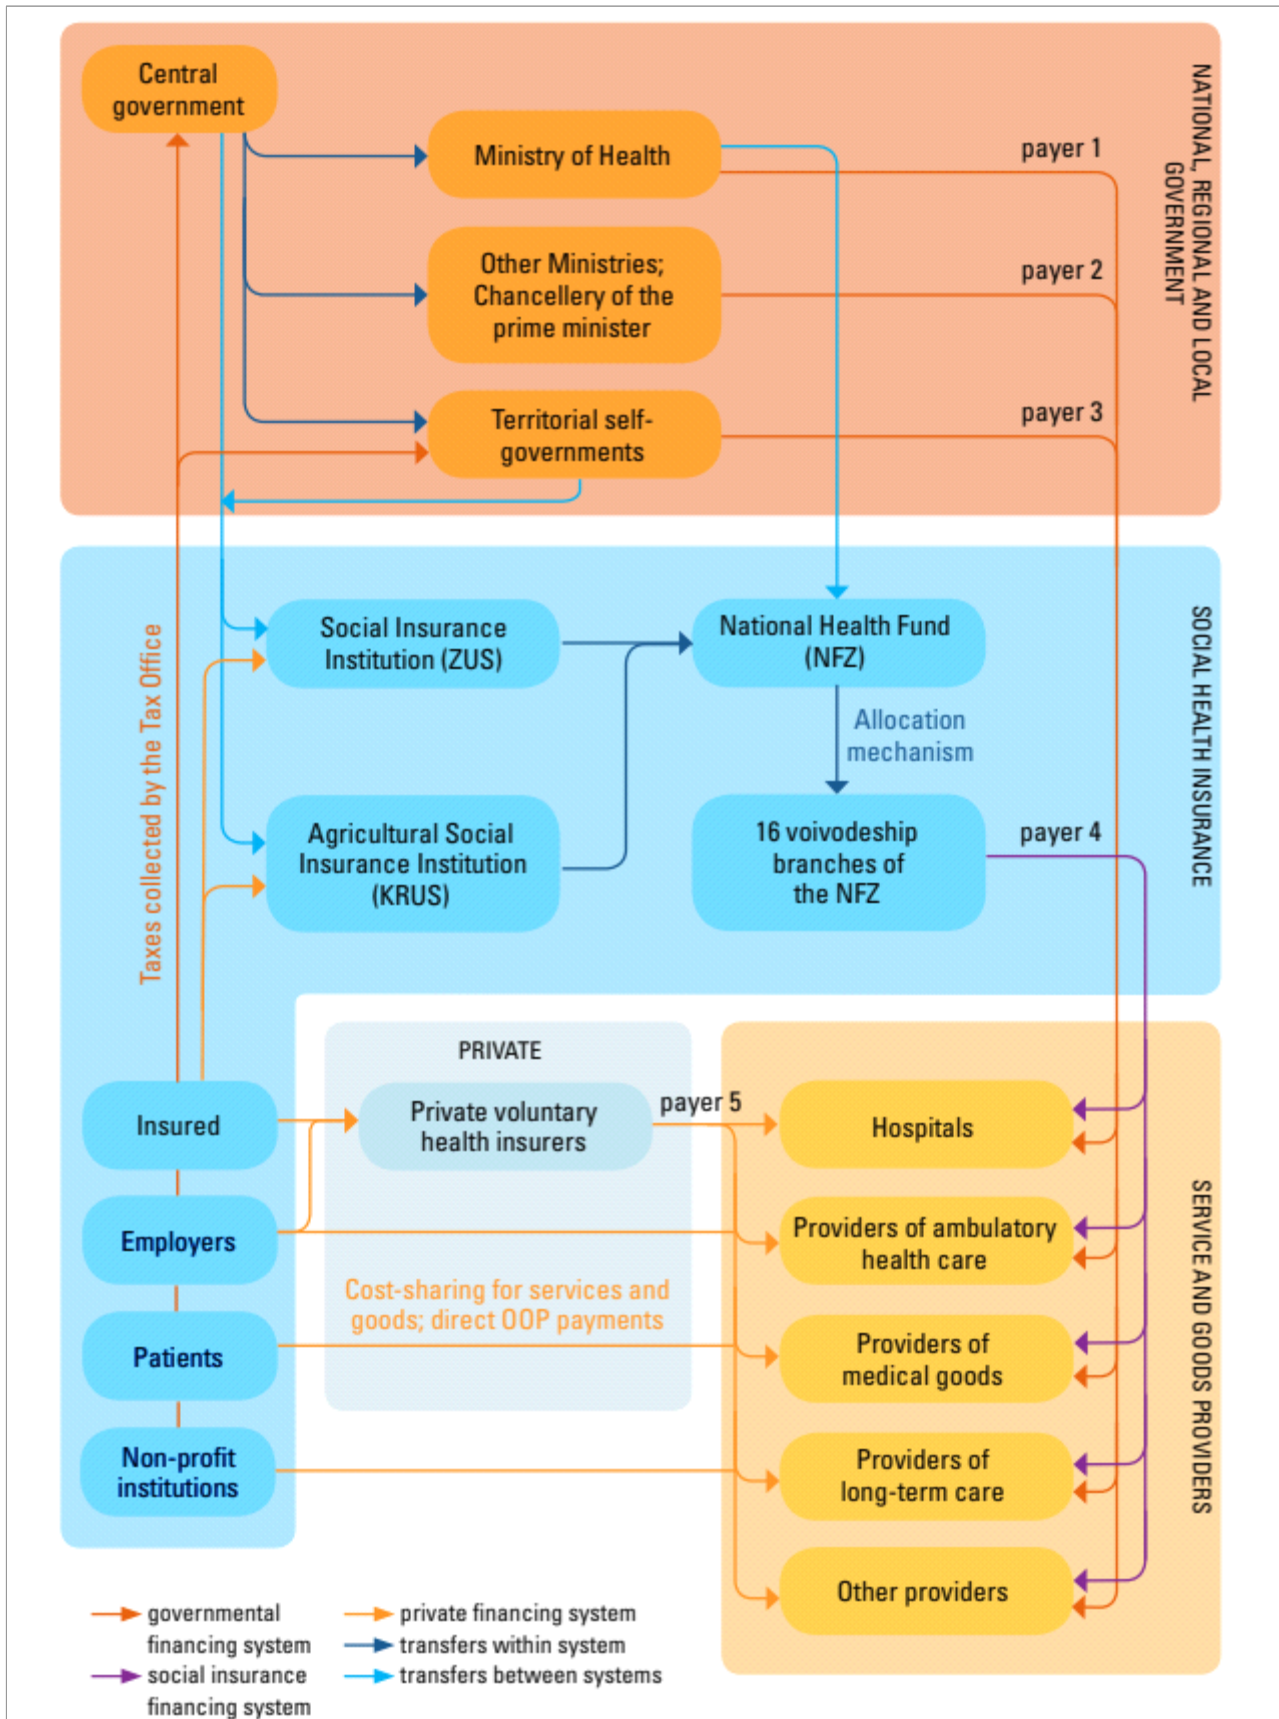 Central
government
Ministry of Health
payer 1
Other Ministries;
Chancellery of the
prime minister
payer 2
Territorial self-
governments
payer 3
NATIONAL, REGIONAL AND LOCAL
GOVERNMENT
Social Insurance
Institution (ZUS)
National Health Fund
(NFZ)
Allocation
mechanism
Agricultural Social
Insurance Institution
(KRUS)
16 voivodeship
branches of
the NFZ
payer 4
SOCIAL HEALTH INSURANCE
Taxes collected by the Tax Office
PRIVATE
Insured
Private voluntary
health insurers
payer 5
Hospitals
Employers
Providers of ambulatory
health care
Cost-sharing for services and
goods; direct OOP payments
Patients
Providers of
medical goods
Non-profit
institutions
Providers of
long-term care
Other providers
SERVICE AND GOODS PROVIDERS
governmental
financing system
social insurance
financing system
private financing system
transfers within system
transfers between systems